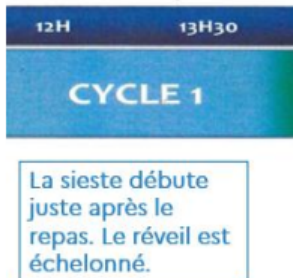 12H 13H30
CYCLE 1
La sieste débute
juste après le
repas. Le réveil est
échelonné.